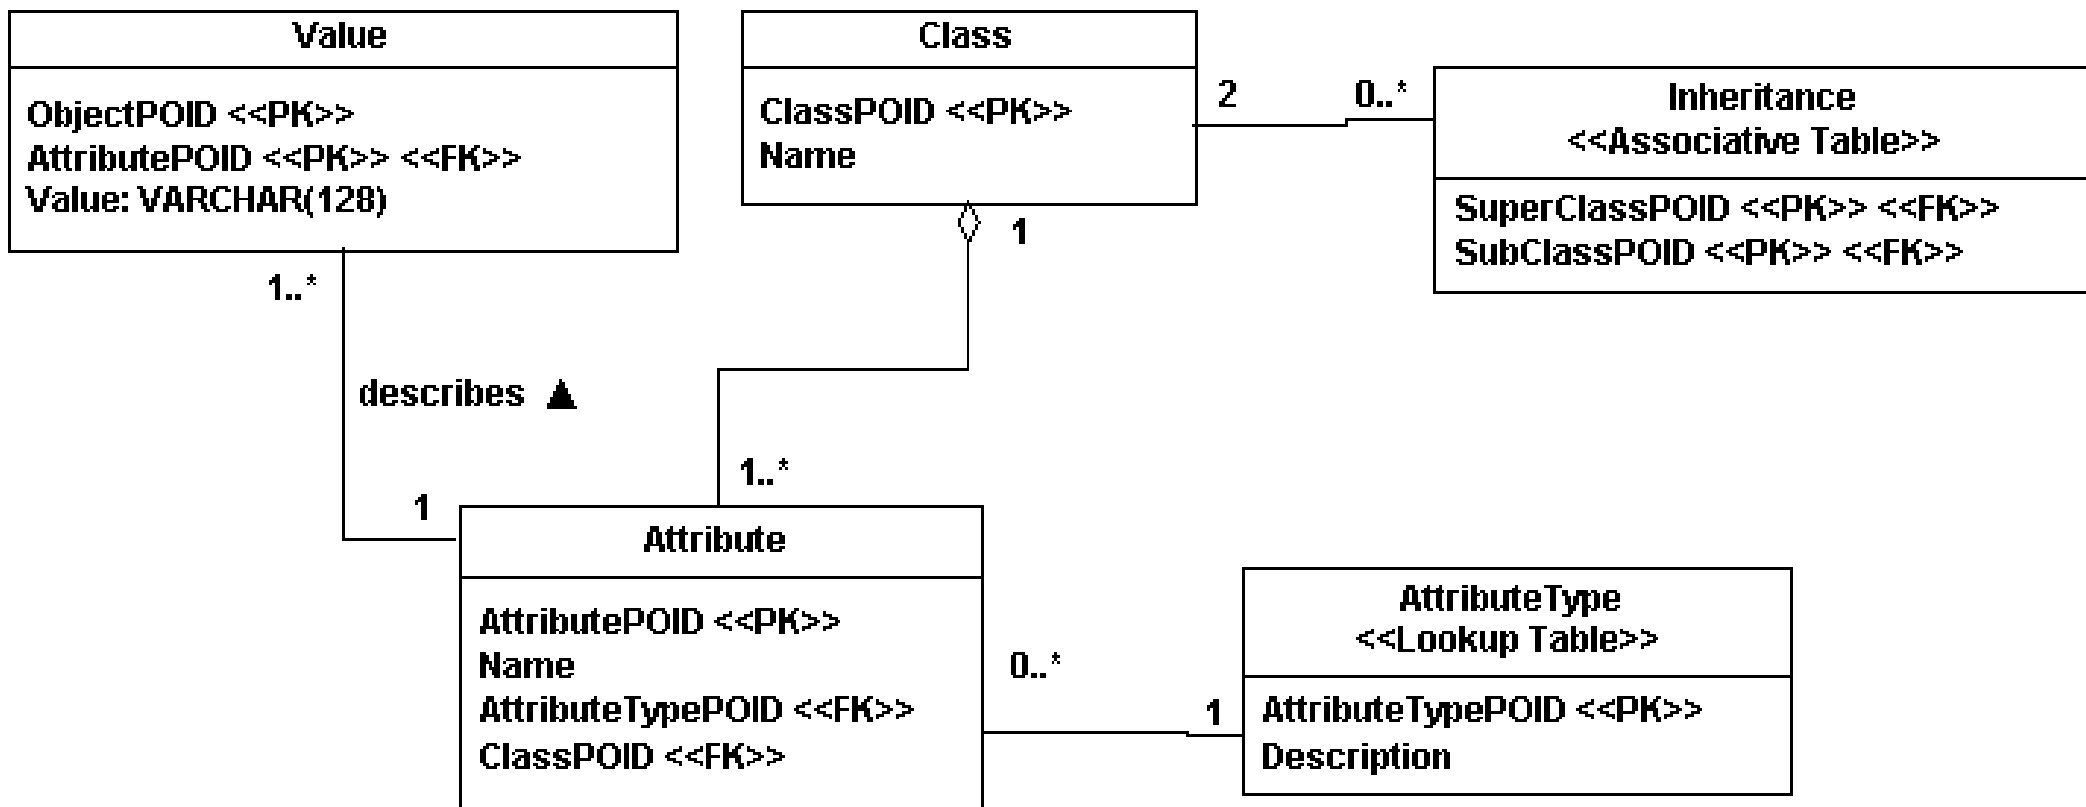 Value
ObjectPOID <<PK>>
AttributePOID <<PK>> <<FK>>
Value: VARCHAR(128)
Class
ClassPOID <<PK>>
Name
2
0..*
Inheritance
<<Associative Table>>
SuperClassPOID <<PK>> <<FK>>
SubClassPOID <<PK>> <<FK>>
1
1..*
describes ▲
1..*
1
Attribute
AttributePOID <<PK>>
Name
AttributeTypePOID <<FK>>
ClassPOID <<FK>>
0..*
1
AttributeType
<<Lookup Table>>
AttributeTypePOID <<PK>>
Description